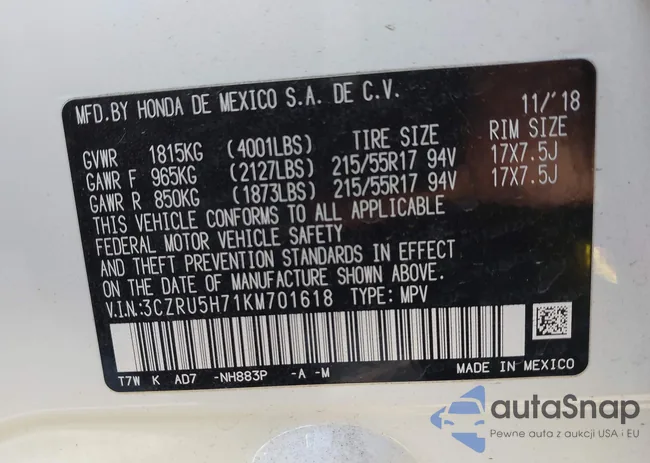 MFD.BY HONDA DE MEXICO S.A. DE C.V. 11/'18
GVWR 1815KG (4001LBS) TIRE SIZE RIM SIZE
GAWR F 965KG (2127LBS) 215/55R17 94V 17X7.5J
GAWR R 850KG (1873LBS) 215/55R17 94V 17X7.5J
THIS VEHICLE CONFORMS TO ALL APPLICABLE
FEDERAL MOTOR VEHICLE SAFETY
AND THEFT PREVENTION STANDARDS IN EFFECT
ON THE DATE OF MANUFACTURE SHOWN ABOVE.
V.I.N.:3CZRU5H71KM701618 TYPE: MPV
T7W K AD7 -NH883P -A -M MADE IN MEXICO
autaSnap
Pewne auta z aukcji USA i EU